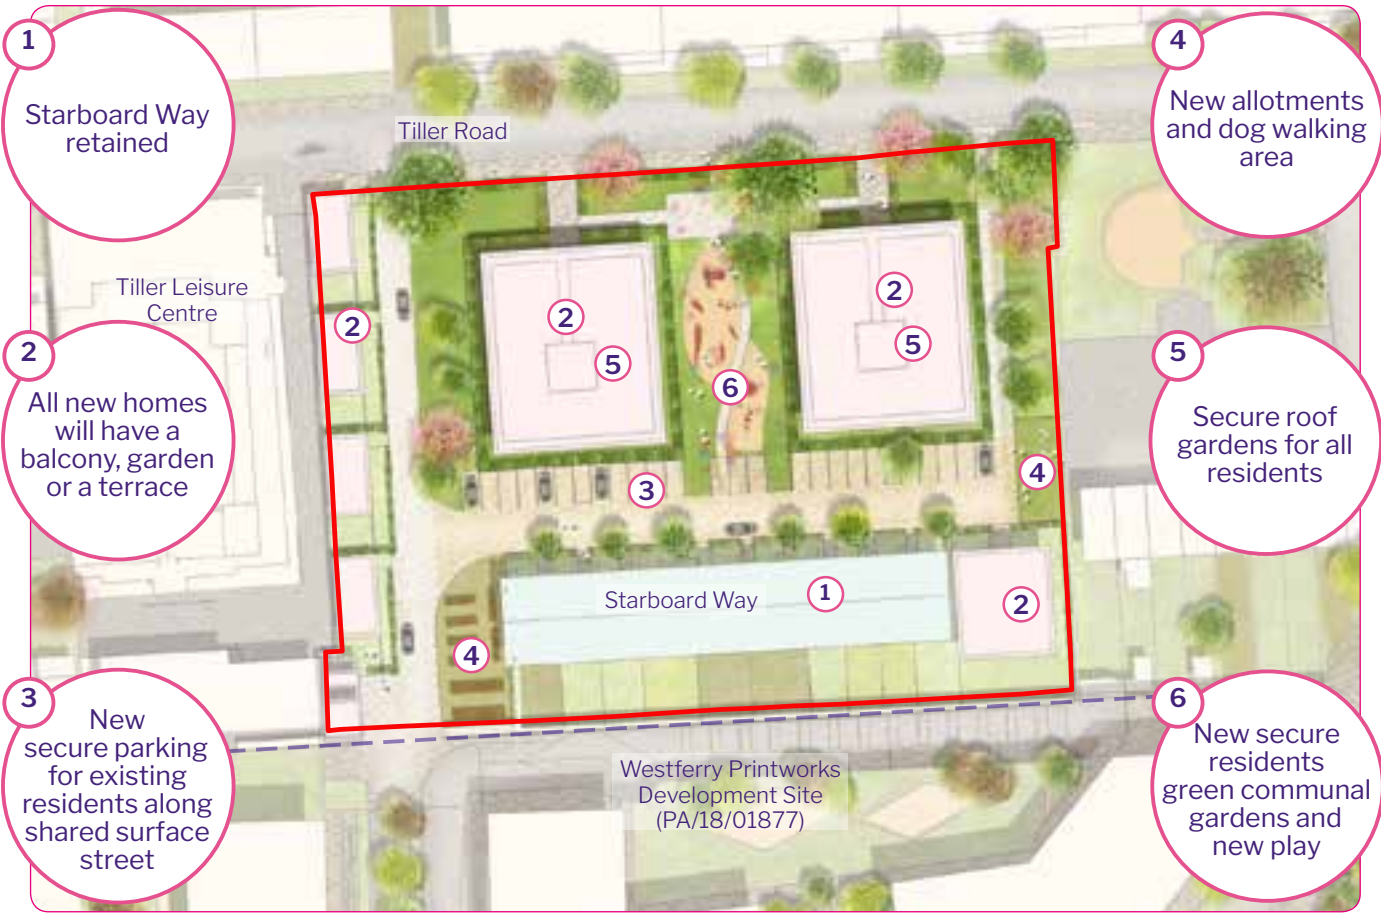 1
Starboard Way
retained
2
All new homes
will have a
balcony, garden
or a terrace
3
New
secure parking
for existing
residents along
shared surface
street
Tiller Road
Tiller Leisure
Centre
2
2
5
2
5
6
3
4
Starboard Way
1
2
4
Westferry Printworks
Development Site
(PA/18/01877)
4
New allotments
and dog walking
area
5
Secure roof
gardens for all
residents
6
New secure
residents
green communal
gardens and
new play